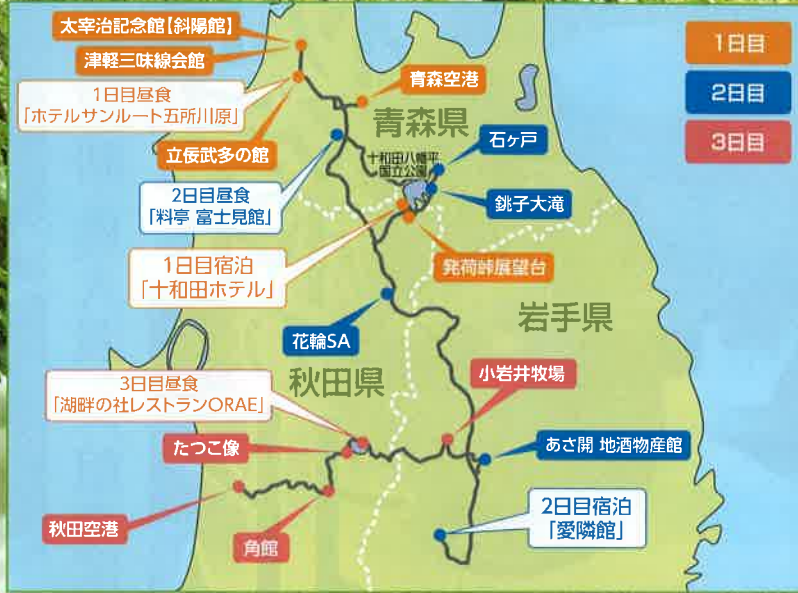 太宰治記念館【斜陽館】
津軽三味線会館
1日目昼食
「ホテルサンルート五所川原」
立佞武多の館
青森空港
青森県
1日目
2日目
3日目
十和田八幡平
国立公園
石ヶ戸
銚子大滝
2日目昼食
「料亭 富士見館」
1日目宿泊
「十和田ホテル」
発荷峠展望台
花輪SA
岩手県
秋田県
3日目昼食
「湖畔の杜レストランORAE」
小岩井牧場
たつこ像
あさ開 地酒物産館
秋田空港
角館
2日目宿泊
「愛隣館」